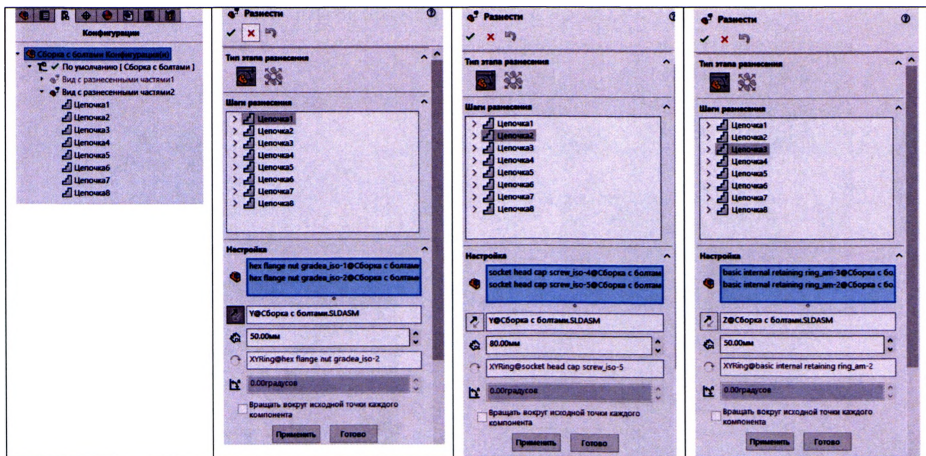 Конфигурации
Сборка с болтами Конфигурация(и)
По умолчанию [ Сборка с болтами ]
Вид с разнесенными частями1
Вид с разнесенными частями2
Цепочка1
Цепочка2
Цепочка3
Цепочка4
Цепочка5
Цепочка6
Цепочка7
Цепочка8
Разнести
Тип этапа разнесения
Шаги разнесения
Цепочка1
Цепочка2
Цепочка3
Цепочка4
Цепочка5
Цепочка6
Цепочка7
Цепочка8
Настройка
hex flange nut gradea_iso-1@Сборка с болтами
hex flange nut gradea_iso-2@Сборка с болтами
Y@Сборка с болтами.SLDASM
50.00мм
XYRing@hex flange nut gradea_iso-2
0.00градусов
Вращать вокруг исходной точки каждого
компонента
Применить Готово
Разнести
Тип этапа разнесения
Шаги разнесения
Цепочка1
Цепочка2
Цепочка3
Цепочка4
Цепочка5
Цепочка6
Цепочка7
Цепочка8
Настройка
socket head cap screw_iso-4@Сборка с болтам
socket head cap screw_iso-5@Сборка с болтам
Y@Сборка с болтами.SLDASM
80.00мм
XYRing@socket head cap screw_iso-5
0.00градусов
Вращать вокруг исходной точки каждого
компонента
Применить Готово
Разнести
Тип этапа разнесения
Шаги разнесения
Цепочка1
Цепочка2
Цепочка3
Цепочка4
Цепочка5
Цепочка6
Цепочка7
Цепочка8
Настройка
basic internal retaining ring_am-3@Сборка с бо
basic internal retaining ring_am-2@Сборка с бо
Z@Сборка с болтами.SLDASM
50.00мм
XYRing@basic internal retaining ring_am-2
0.00градусов
Вращать вокруг исходной точки каждого
компонента
Применить Готово